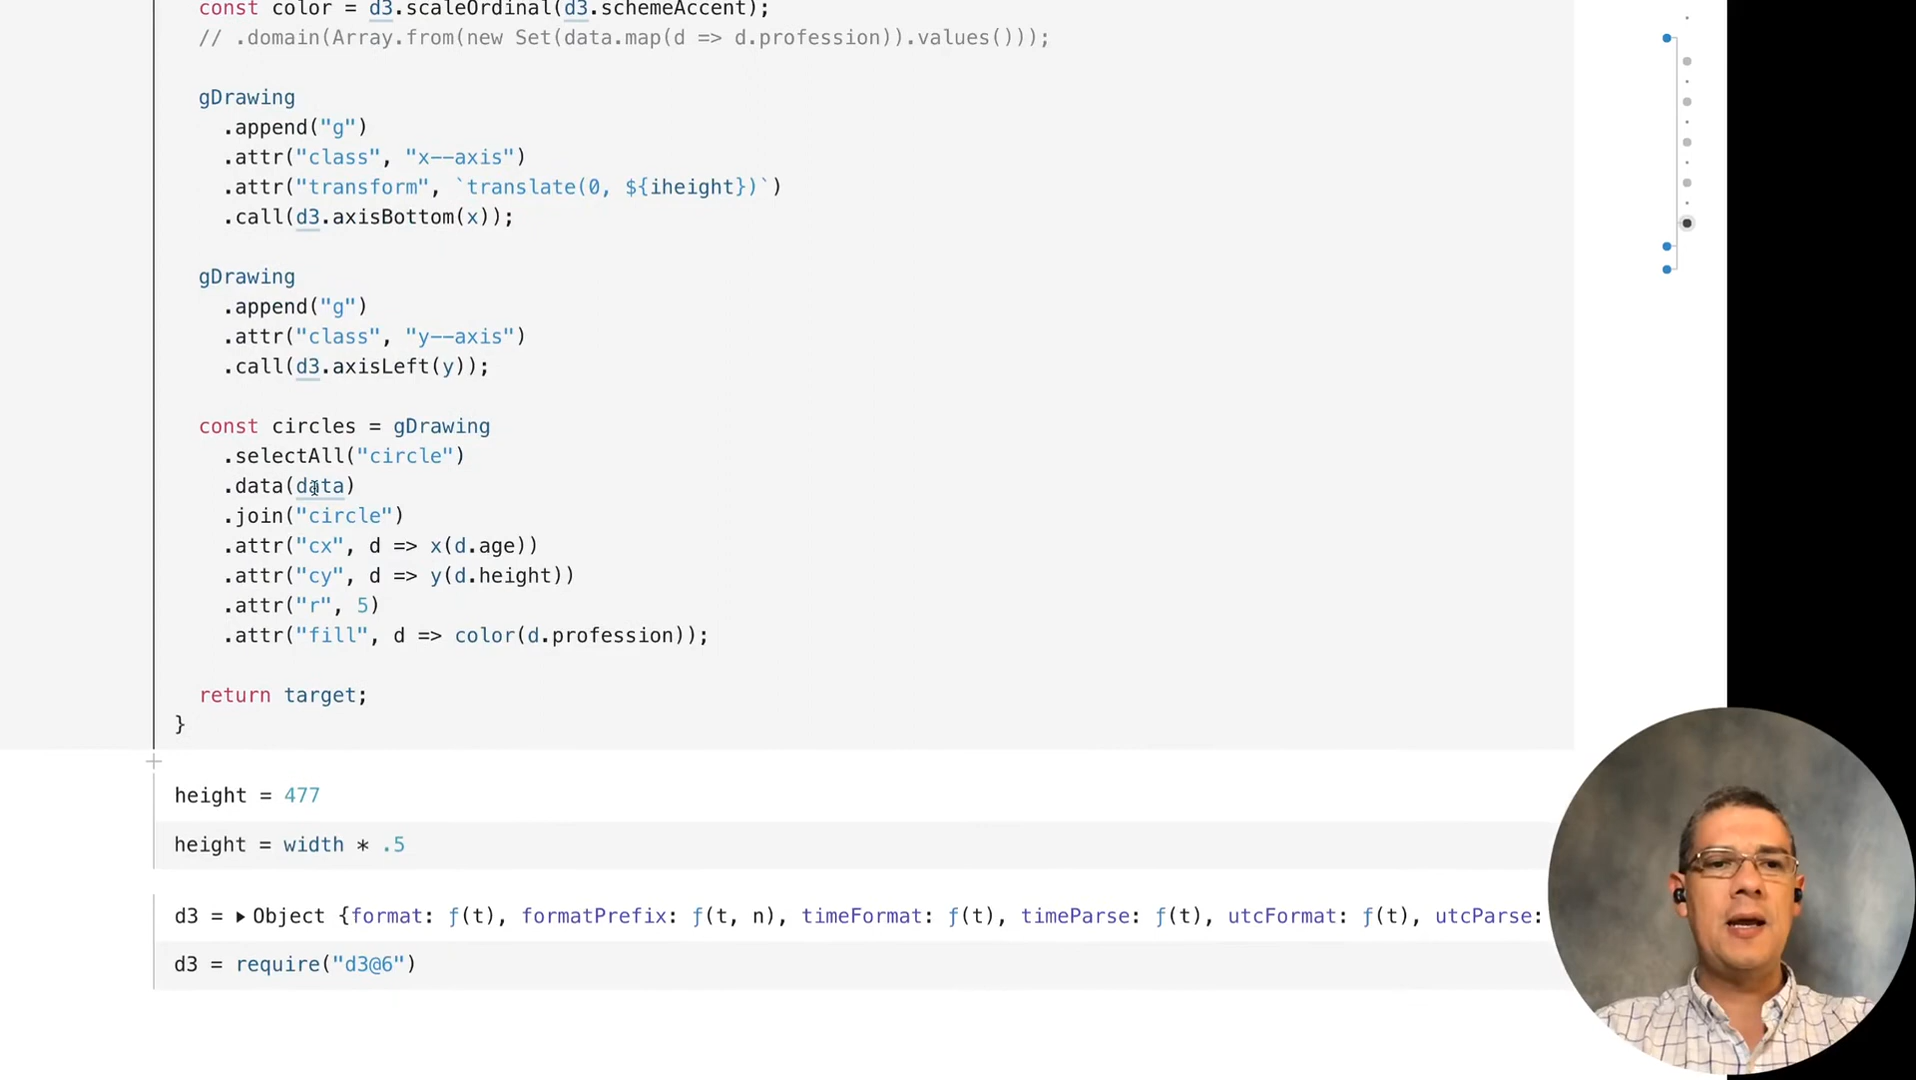 const color = d3.scaleOrdinal(d3.schemeAccent);
// .domain(Array.from(new Set(data.map(d => d.profession)).values()));
gDrawing
.append("g")
.attr("class", "x--axis")
.attr("transform", `translate(0, ${iheight})`)
.call(d3.axisBottom(x));
gDrawing
.append("g")
.attr("class", "y--axis")
.call(d3.axisLeft(y));
const circles = gDrawing
.selectAll("circle")
.data(data)
.join("circle")
.attr("cx", d => x(d.age))
.attr("cy", d => y(d.height))
.attr("r", 5)
.attr("fill", d => color(d.profession));
return target;
}
height = 477
height = width * .5
d3 = ▸Object {format: ƒ(t), formatPrefix: ƒ(t, n), timeFormat: ƒ(t), timeParse: ƒ(t), utcFormat: ƒ(t), utcParse:
d3 = require("d3@6")